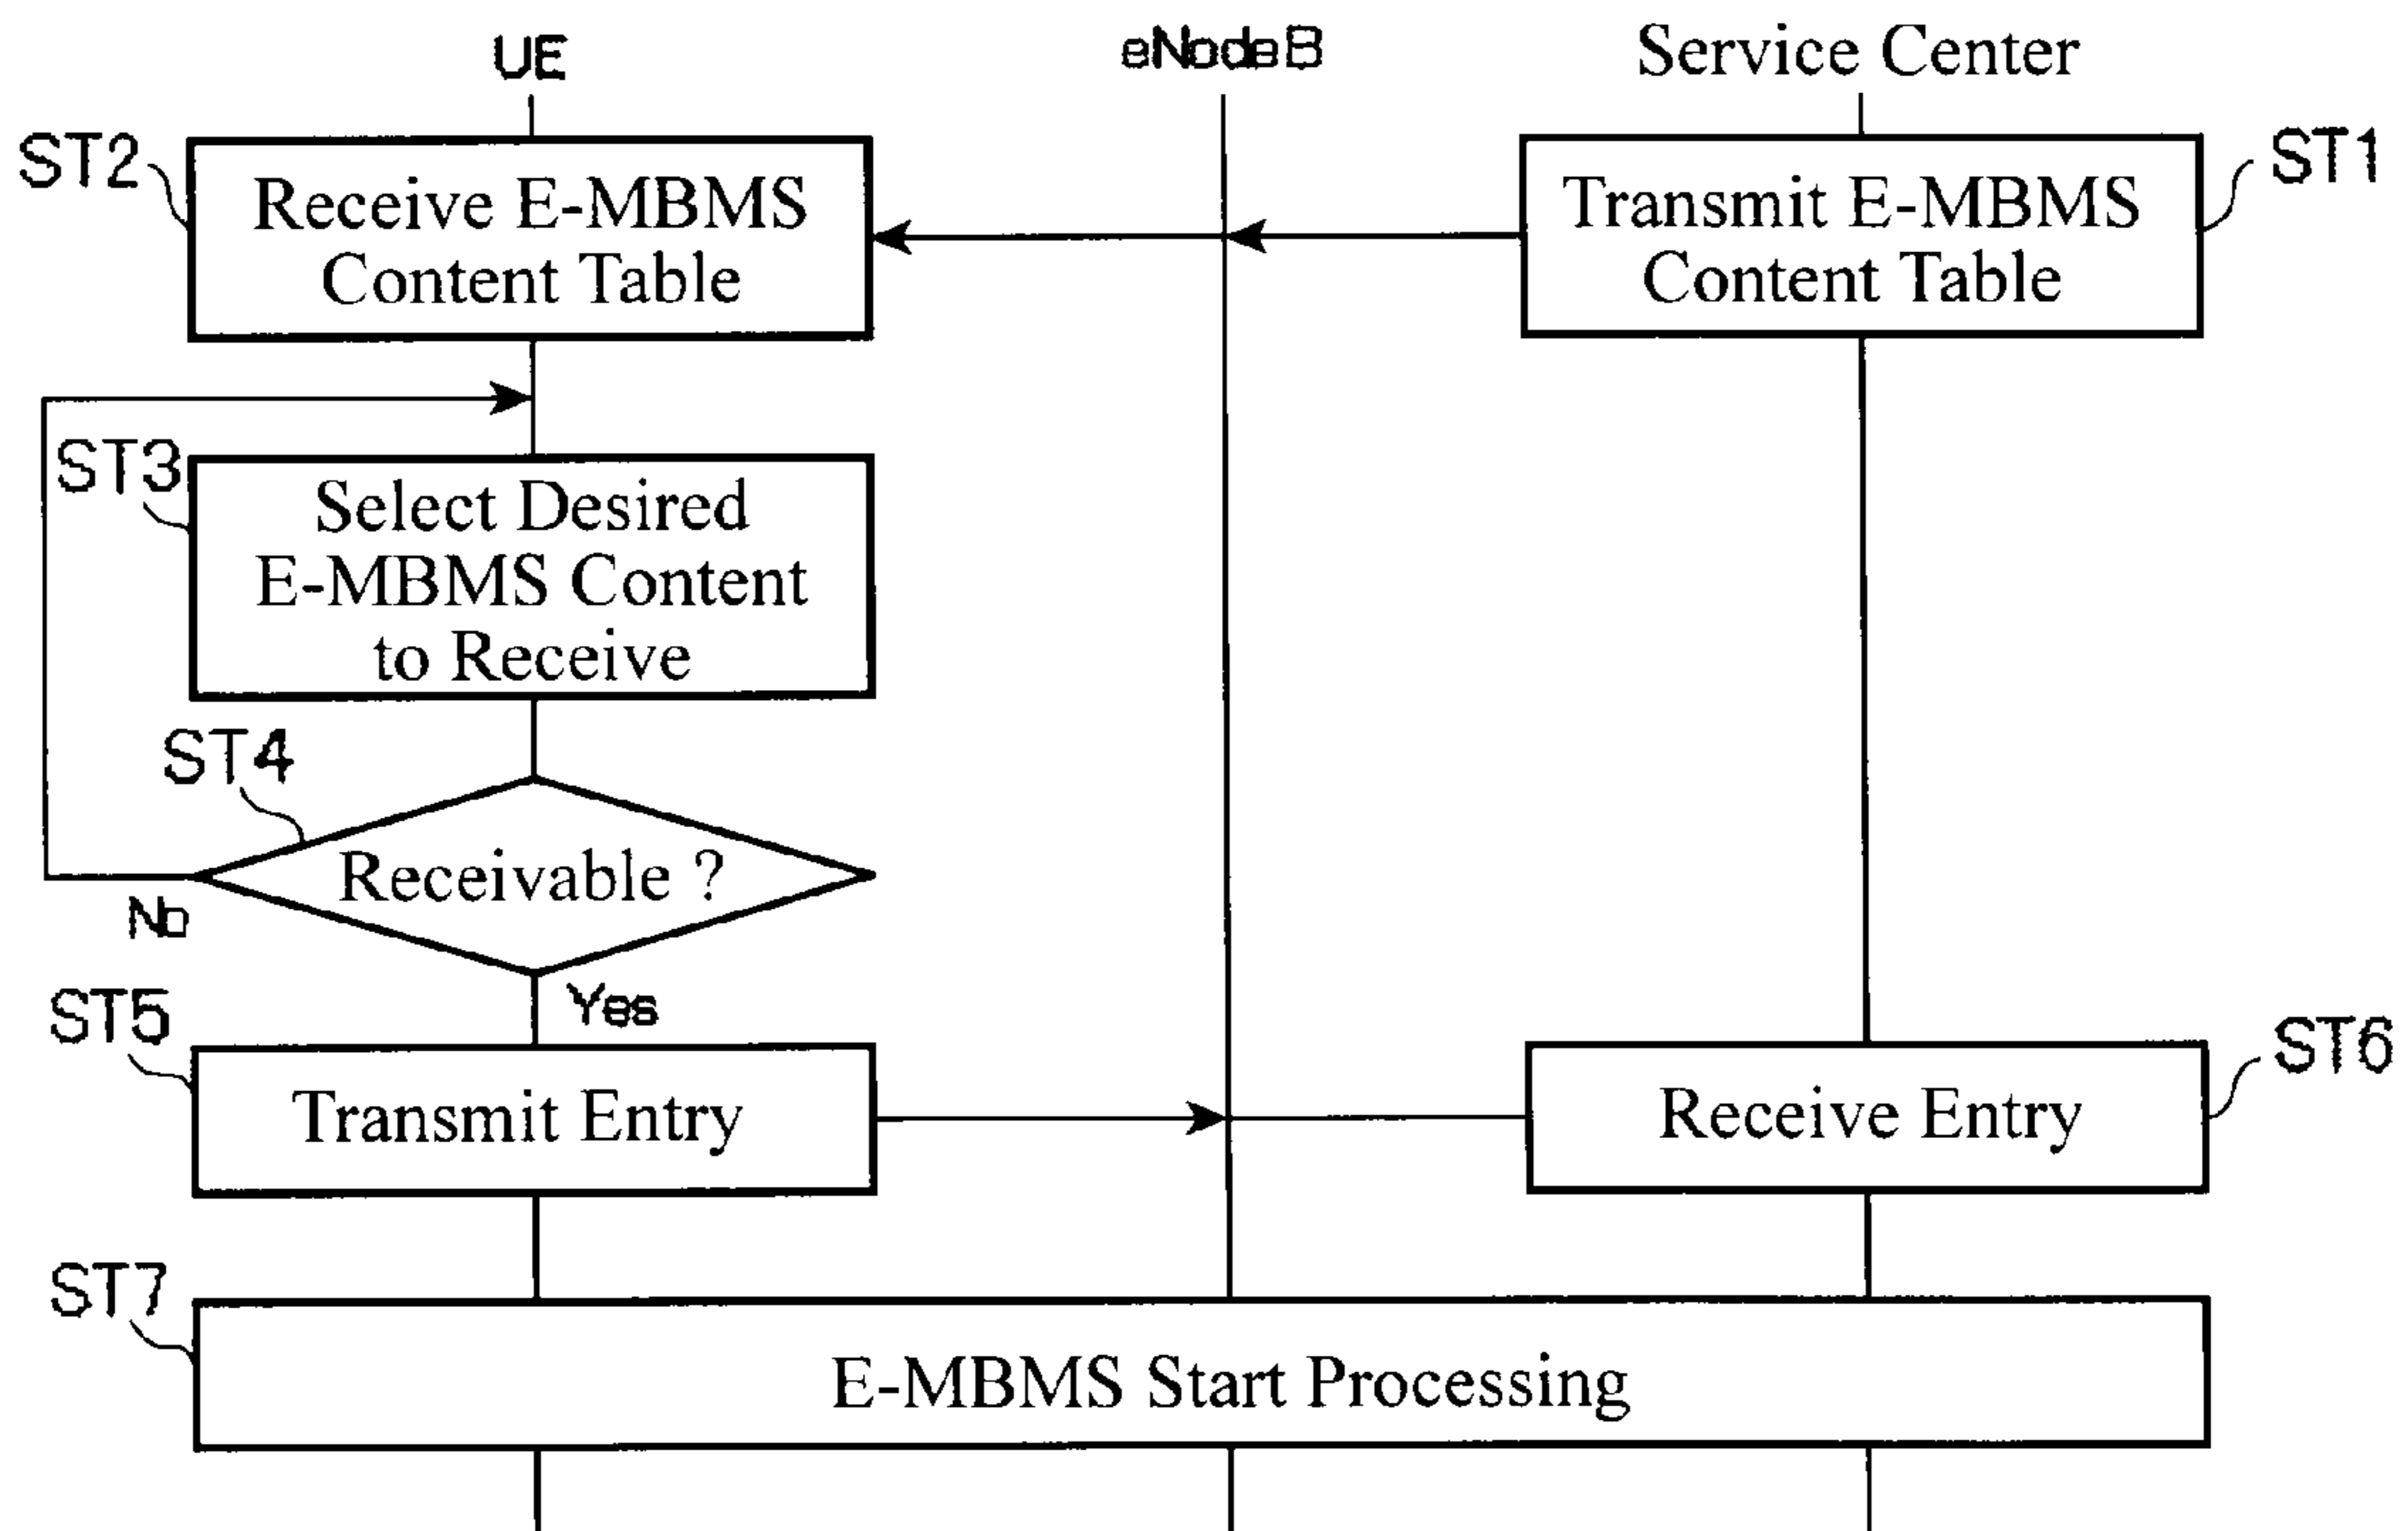 UE
eNodeB
Service Center
ST2
Receive E-MBMS
Content Table
Transmit E-MBMS
Content Table
ST1
ST3
Select Desired
E-MBMS Content
to Receive
ST4
Receivable ?
No
Yes
ST5
Transmit Entry
Receive Entry
ST6
ST7
E-MBMS Start Processing